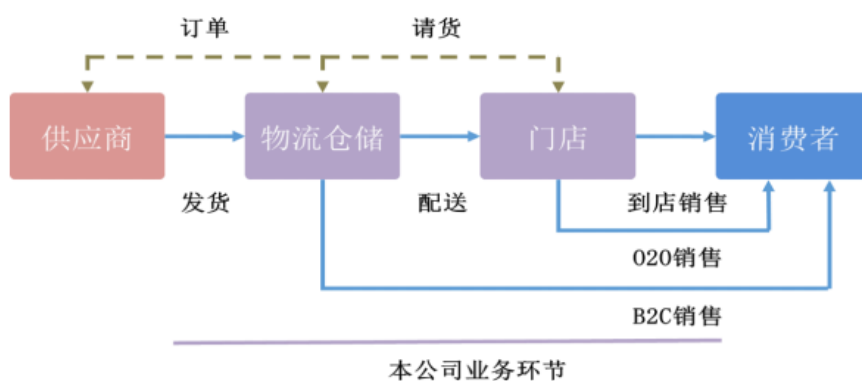 订单
请货
供应商
物流仓储
门店
消费者
发货
配送
到店销售
O2O销售
B2C销售
本公司业务环节